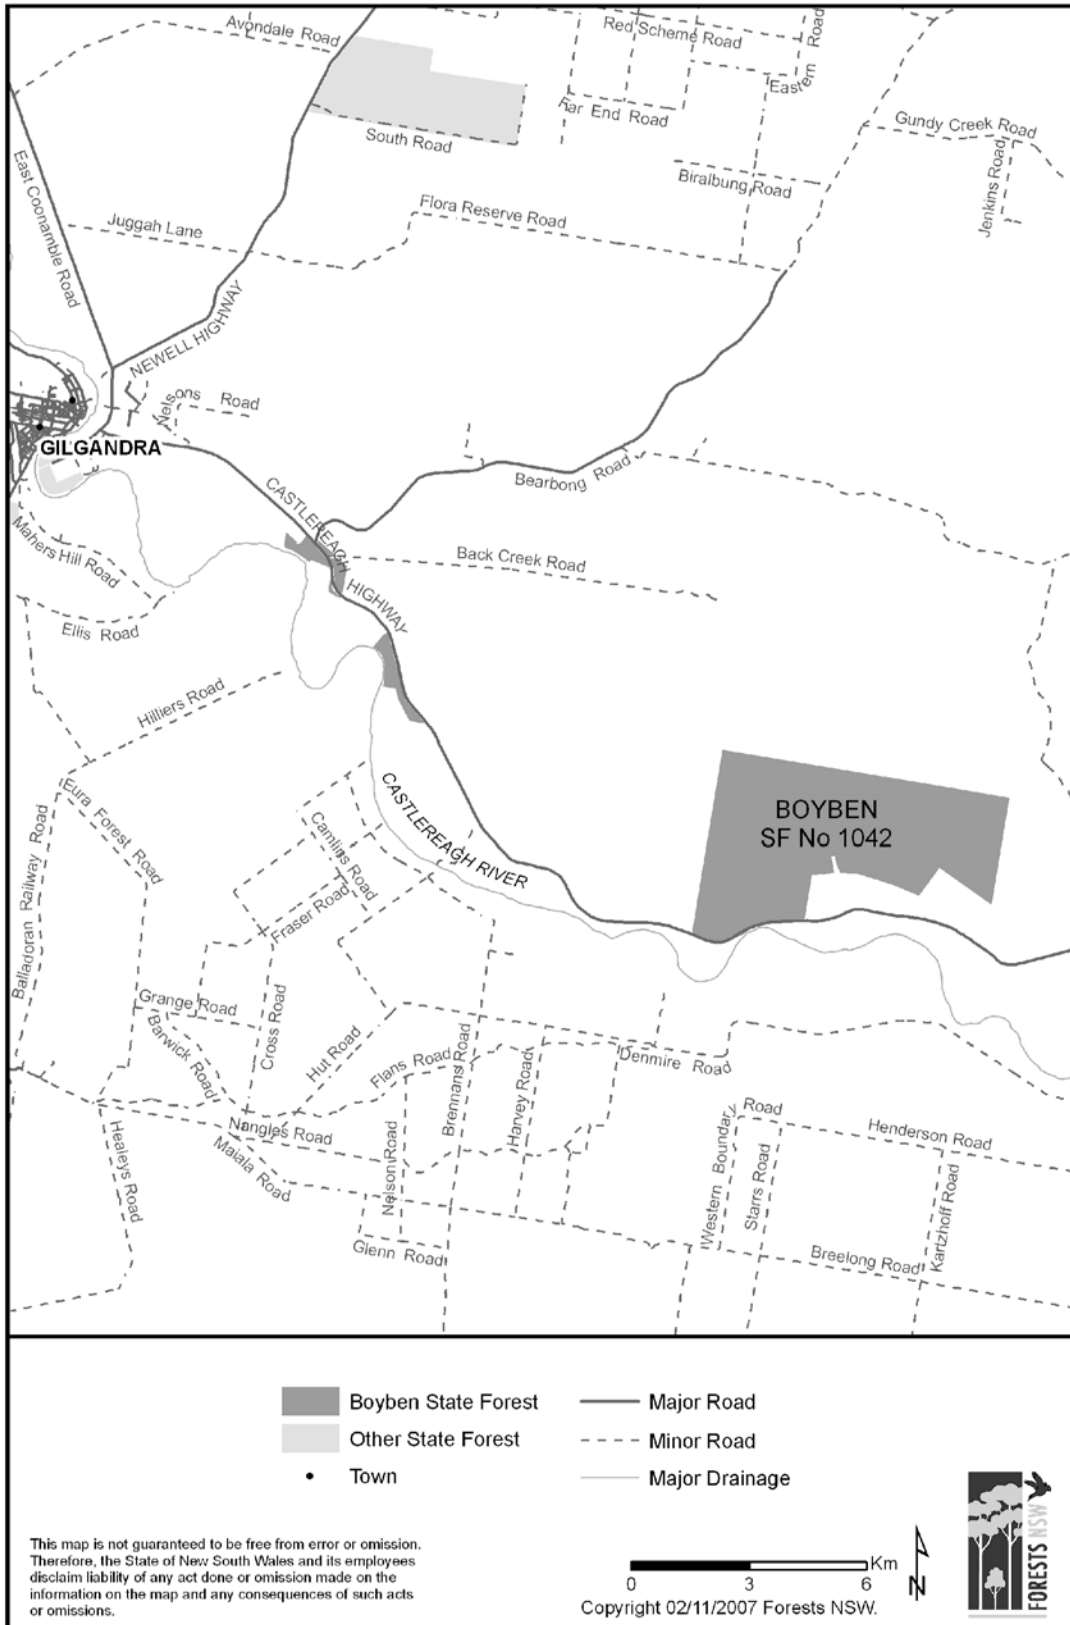 Avondale Road
Red Scheme Road
Eastern Road
Far End Road
South Road
Gundy Creek Road
Jenkins Road
Biralbung Road
East Coonamble Road
Juggah Lane
Flora Reserve Road
NEWELL HIGHWAY
Nelsons Road
GILGANDRA
CASTLEREAGH HIGHWAY
Bearbong Road
Mahers Hill Road
Back Creek Road
Ellis Road
Hilliers Road
Eura Forest Road
Balladoran Railway Road
Camlins Road
CASTLEREAGH RIVER
BOYBEN
SF No 1042
Fraser Road
Grange Road
Barwick Road
Cross Road
Hut Road
Flans Road
Brennans Road
Harvey Road
Denmire Road
Healeys Road
Nangles Road
Maiala Road
Nelson Road
Glenn Road
Western Boundary Road
Starrs Road
Henderson Road
Kartzhoff Road
Breelong Road
Boyben State Forest
Other State Forest
Town
Major Road
Minor Road
Major Drainage
This map is not guaranteed to be free from error or omission.
Therefore, the State of New South Wales and its employees
disclaim liability of any act done or omission made on the
information on the map and any consequences of such acts
or omissions.
0 3 6 Km
N
Copyright 02/11/2007 Forests NSW.
FORESTS NSW